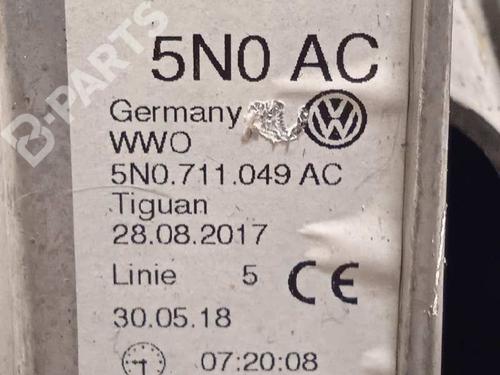 B-PARTS
5N0 AC
Germany
WWO
5N0.711.049 AC
Tiguan
28.08.2017
Linie 5 CE
30.05.18
07:20:08